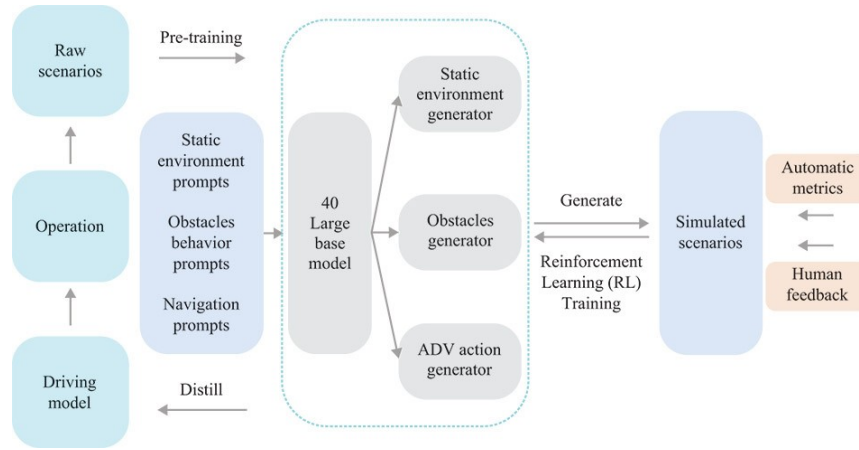 Raw
scenarios
Pre-training
Static
environment
generator
Static
environment
prompts
Obstacles
behavior
prompts
Navigation
prompts
40
Large
base
model
Operation
Obstacles
generator
Generate
Reinforcement
Learning (RL)
Training
Simulated
scenarios
Automatic
metrics
Human
feedback
Driving
model
Distill
ADV action
generator